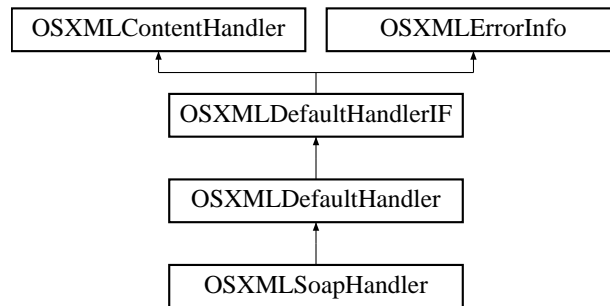 OSXMLContentHandler
OSXMLErrorInfo
OSXMLDefaultHandlerIF
OSXMLDefaultHandler
OSXMLSoapHandler